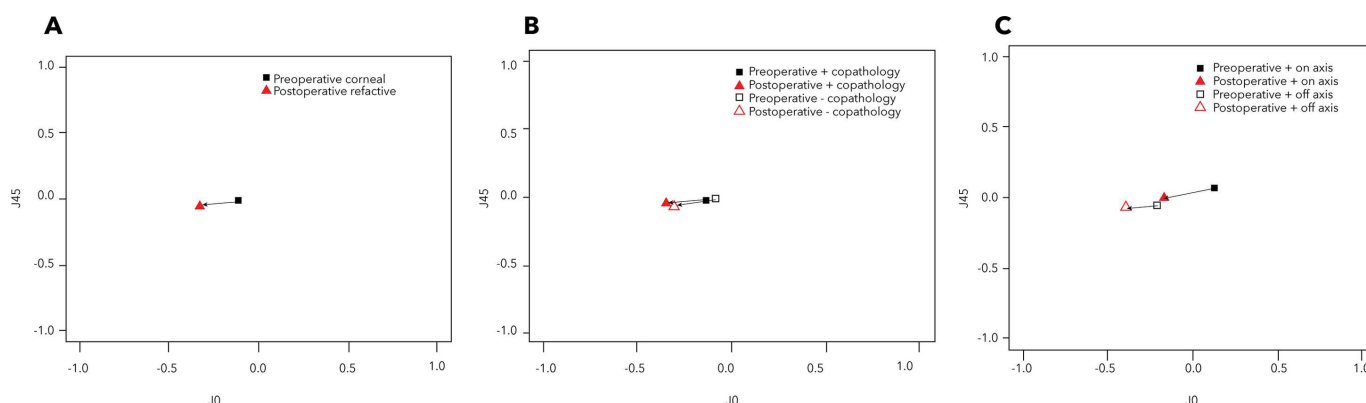 A
B
C
1.0
0.5
0.0
-0.5
-1.0
J45
Preoperative corneal
Postoperative refactive
-1.0
-0.5
0.0
0.5
1.0
J0
1.0
0.5
0.0
-0.5
-1.0
J45
Preoperative + copathology
Postoperative + copathology
Preoperative - copathology
Postoperative - copathology
-1.0
-0.5
0.0
0.5
1.0
J0
1.0
0.5
0.0
-0.5
-1.0
J45
Preoperative + on axis
Postoperative + on axis
Preoperative + off axis
Postoperative + off axis
-1.0
-0.5
0.0
0.5
1.0
J0